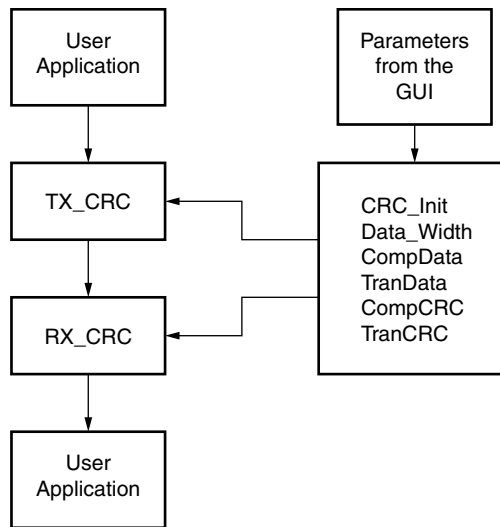 User
Application
Parameters
from the
GUI
TX_CRC
CRC_Init
Data_Width
CompData
TranData
CompCRC
TranCRC
RX_CRC
User
Application